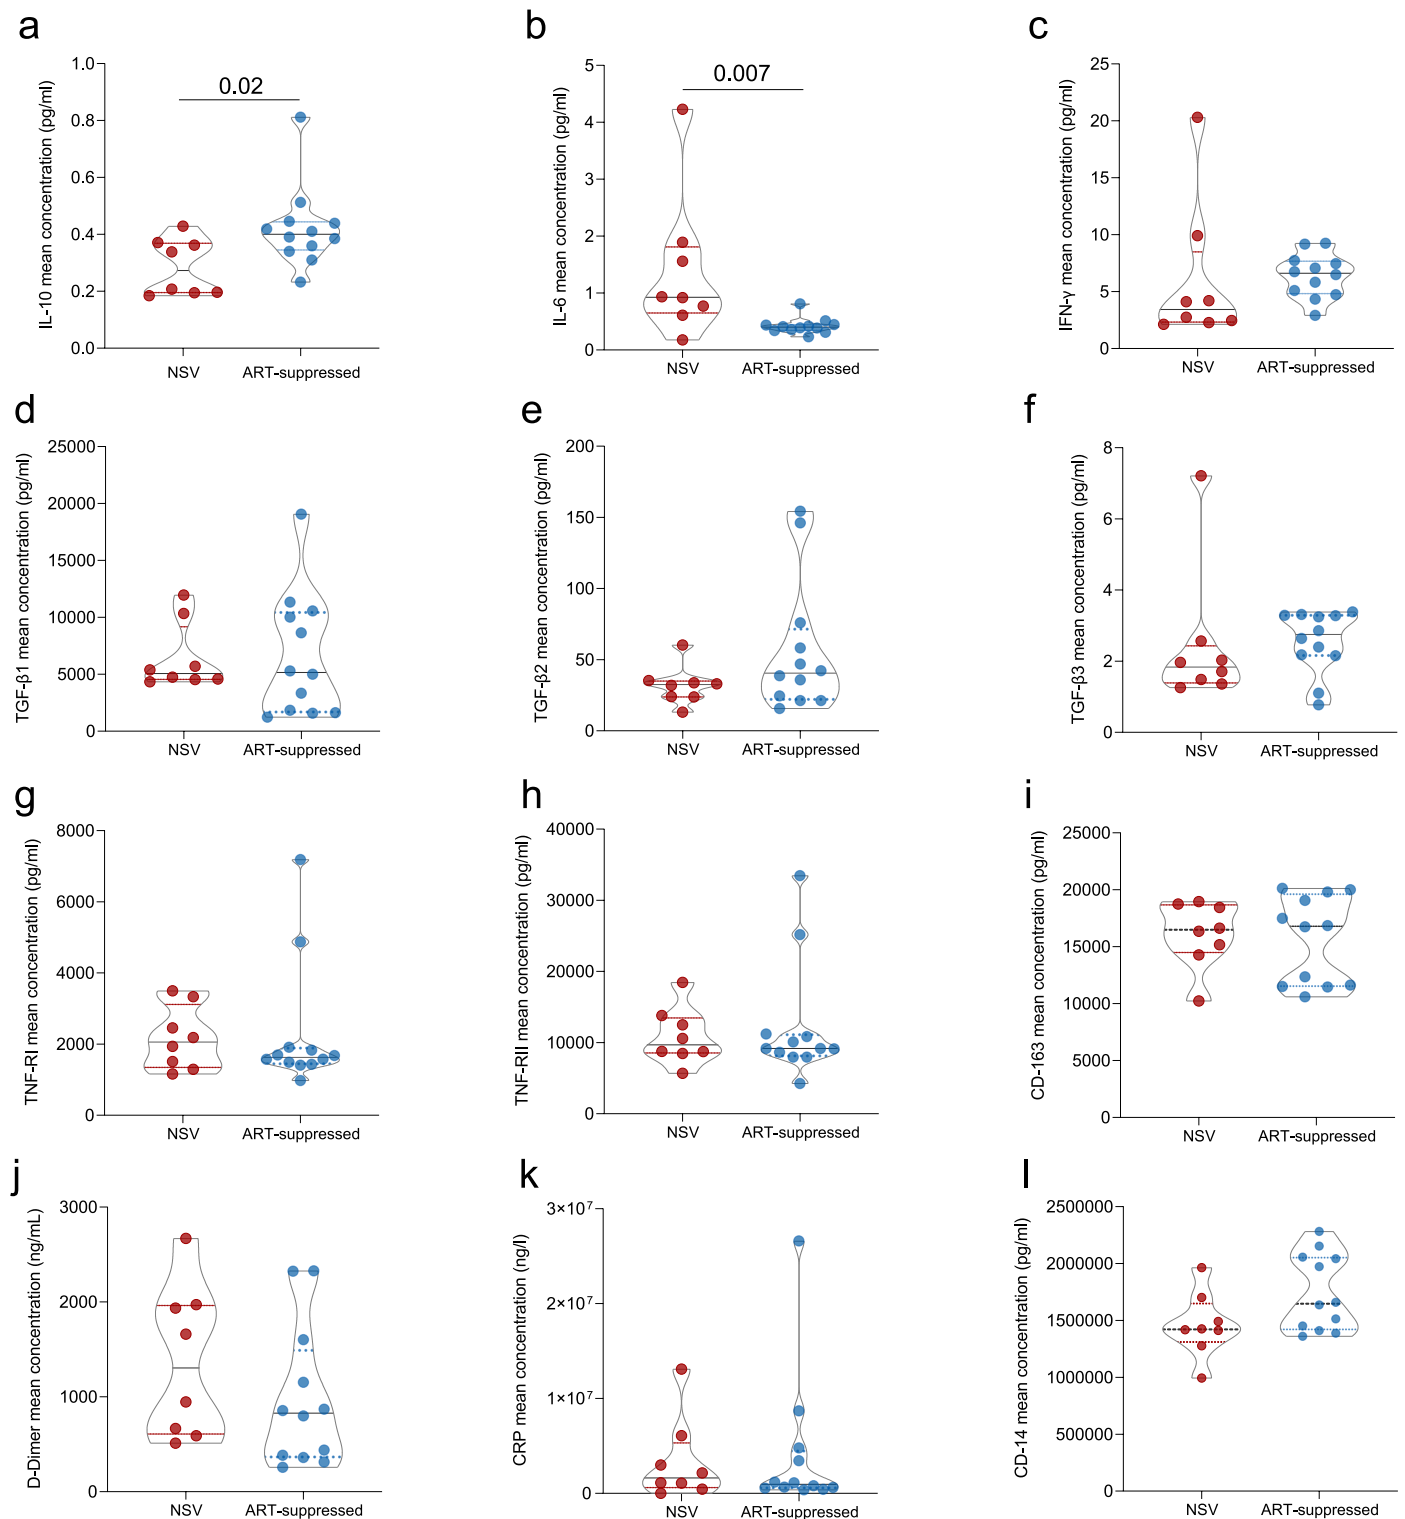 a
IL-10 mean concentration (pg/ml)
1.0
0.8
0.6
0.4
0.2
0.0
0.02
NSV
ART-suppressed
b
IL-6 mean concentration (pg/ml)
5
4
3
2
1
0
0.007
NSV
ART-suppressed
c
IFN-γ mean concentration (pg/ml)
25
20
15
10
5
0
NSV
ART-suppressed
d
TGF-β1 mean concentration (pg/ml)
25000
20000
15000
10000
5000
0
NSV
ART-suppressed
e
TGF-β2 mean concentration (pg/ml)
200
150
100
50
0
NSV
ART-suppressed
f
TGF-β3 mean concentration (pg/ml)
8
6
4
2
0
NSV
ART-suppressed
g
TNF-RI mean concentration (pg/ml)
8000
6000
4000
2000
0
NSV
ART-suppressed
h
TNF-RII mean concentration (pg/ml)
40000
30000
20000
10000
0
NSV
ART-suppressed
i
CD-163 mean concentration (pg/ml)
25000
20000
15000
10000
5000
0
NSV
ART-suppressed
j
D-Dimer mean concentration (ng/mL)
3000
2000
1000
0
NSV
ART-suppressed
k
CRP mean concentration (ng/l)
3×10⁷
2×10⁷
1×10⁷
0
NSV
ART-suppressed
l
CD-14 mean concentration (pg/ml)
2500000
2000000
1500000
1000000
500000
0
NSV
ART-suppressed